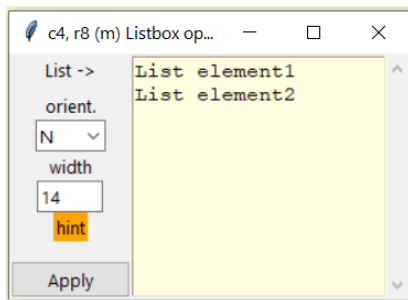 c4, r8 (m) Listbox op...
List ->
orient.
N
width
14
hint
Apply
List element1
List element2